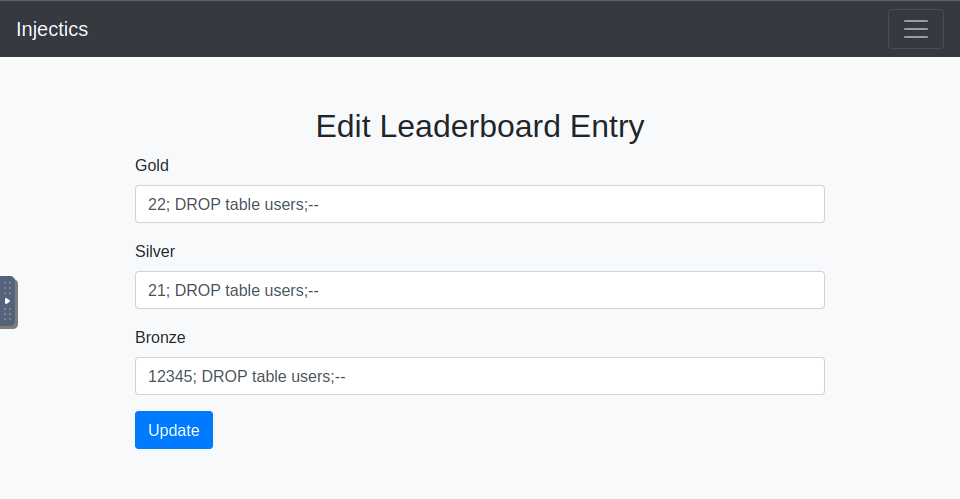 Injectics
Edit Leaderboard Entry
Gold
22; DROP table users;--
Silver
21; DROP table users;--
Bronze
12345; DROP table users;--
Update